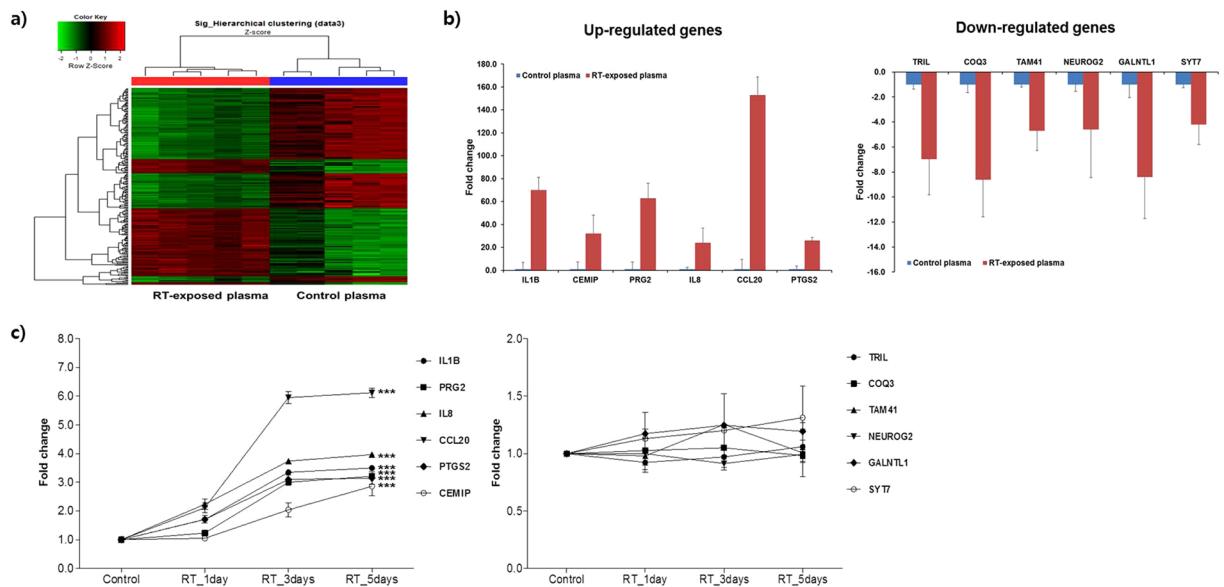 a)
Color Key
-2 -1 0 1 2
Row Z-Score
Sig_Hierarchical clustering (data3)
Z-score
RT-exposed plasma Control plasma
b)
Up-regulated genes
Control plasma RT-exposed plasma
Fold change
180.0
160.0
140.0
120.0
100.0
80.0
60.0
40.0
20.0
0.0
IL1B CEMIP PRG2 IL8 CCL20 PTGS2
Down-regulated genes
TRIL COQ3 TAM41 NEUROG2 GALNTL1 SYT7
Fold change
0.0
-2.0
-4.0
-6.0
-8.0
-10.0
-12.0
-14.0
-16.0
Control plasma RT-exposed plasma
c)
Fold change
8.0
7.0
6.0
5.0
4.0
3.0
2.0
1.0
0.0
Control RT_1day RT_3days RT_5days
***
***
***
***
***
***
IL1B
PRG2
IL8
CCL20
PTGS2
CEMIP
Fold change
2.0
1.5
1.0
0.5
0.0
Control RT_1day RT_3days RT_5days
TRIL
COQ3
TAM41
NEUROG2
GALNTL1
SYT7